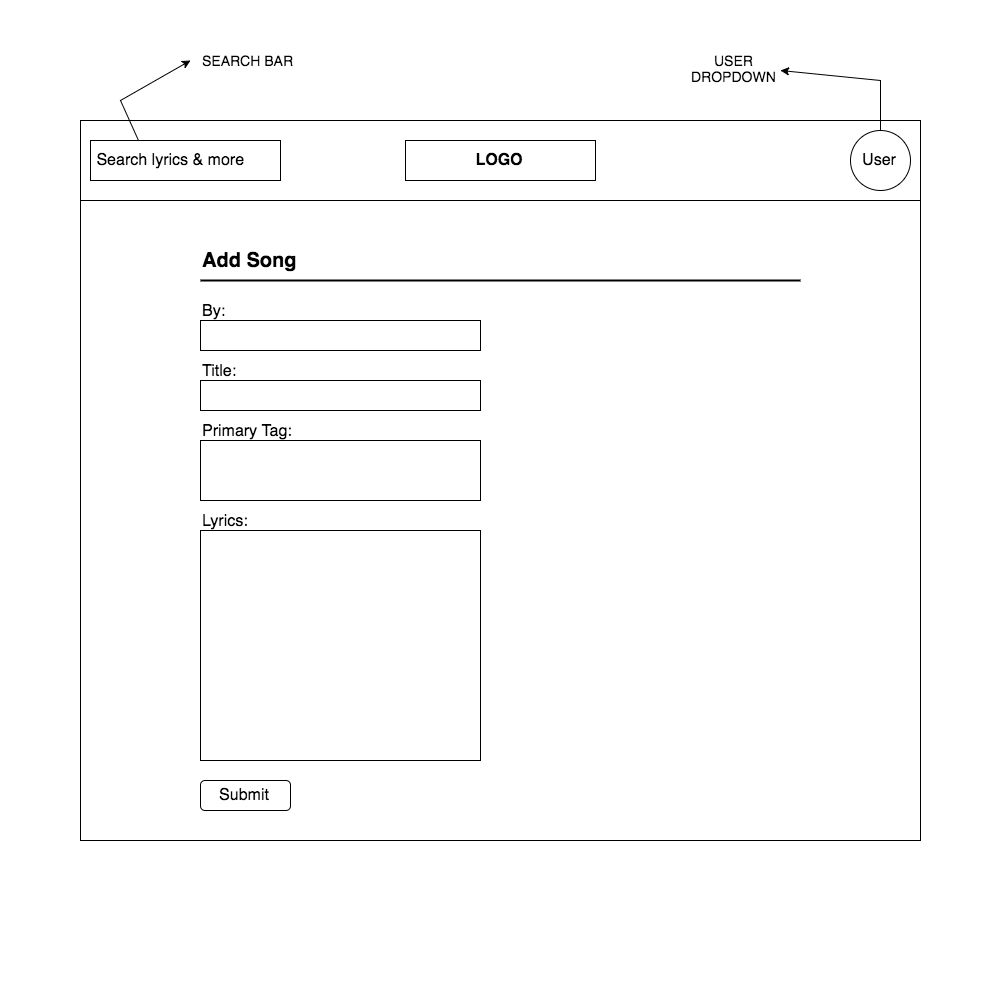 SEARCH BAR
USER
DROPDOWN
Search lyrics & more
LOGO
User
Add Song
By:
Title:
Primary Tag:
Lyrics:
Submit